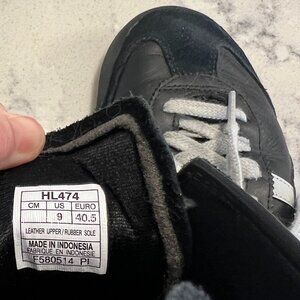 HL474
CM US EURO
9 40.5
LEATHER UPPER/RUBBER SOLE
MADE IN INDONESIA
FABRIQUE EN INDONESIE
F580514 PI